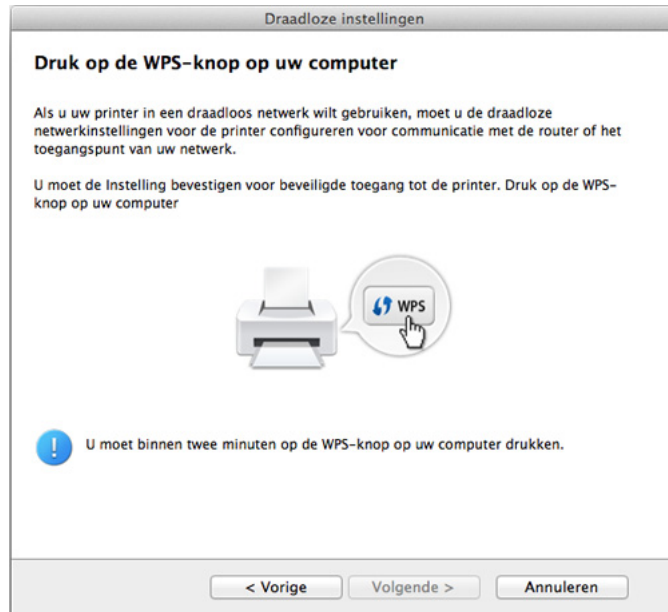 Draadloze instellingen
Druk op de WPS-knop op uw computer
Als u uw printer in een draadloos netwerk wilt gebruiken, moet u de draadloze
netwerkinstellingen voor de printer configureren voor communicatie met de router of het
toegangspunt van uw netwerk.
U moet de Instelling bevestigen voor beveiligde toegang tot de printer. Druk op de WPS-
knop op uw computer
WPS
U moet binnen twee minuten op de WPS-knop op uw computer drukken.
< Vorige Volgende > Annuleren